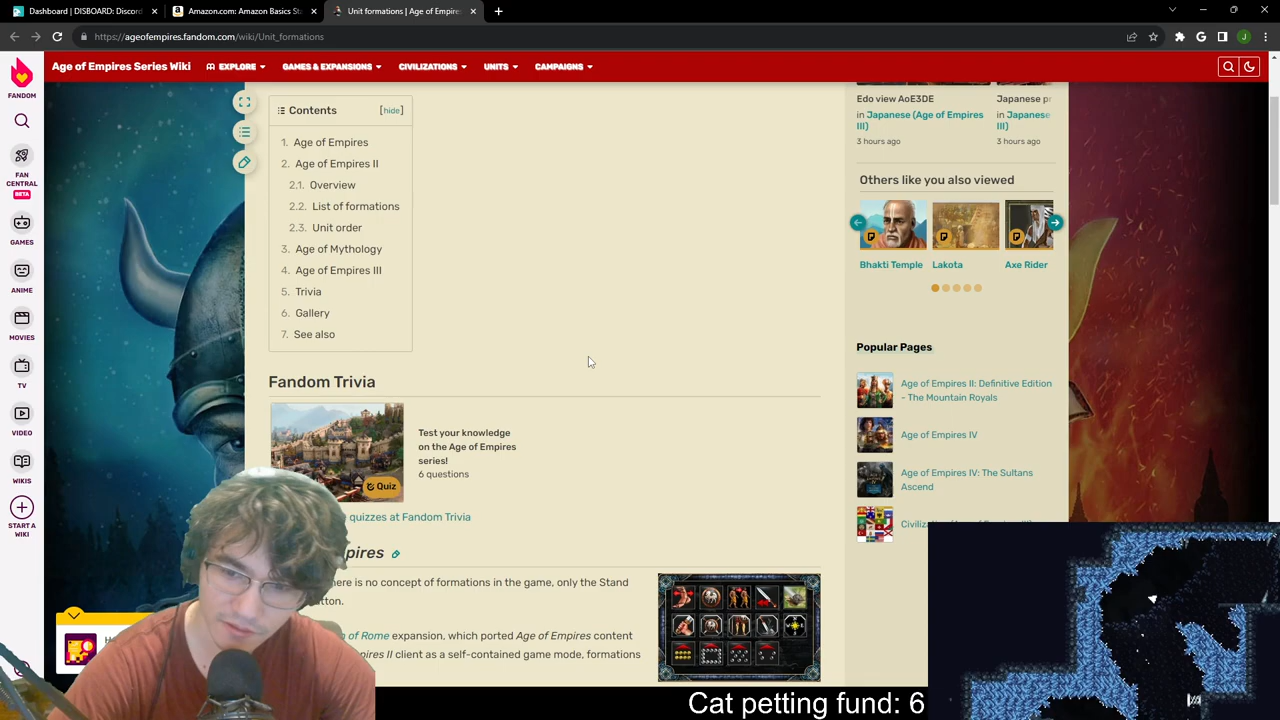 Dashboard | DISBOARD: Discord
Amazon.com: Amazon Basics Sta
Unit formations | Age of Empires
https://ageofempires.fandom.com/wiki/Unit_formations
J
Age of Empires Series Wiki
EXPLORE
GAMES & EXPANSIONS
CIVILIZATIONS
UNITS
CAMPAIGNS
FANDOM
FAN CENTRAL
BETA
GAMES
ANIME
MOVIES
TV
VIDEO
WIKIS
START A WIKI
Contents [hide]
1. Age of Empires
2. Age of Empires II
2.1. Overview
2.2. List of formations
2.3. Unit order
3. Age of Mythology
4. Age of Empires III
5. Trivia
6. Gallery
7. See also
Fandom Trivia
Test your knowledge
on the Age of Empires
series!
6 questions
Quiz
quizzes at Fandom Trivia
pires
here is no concept of formations in the game, only the Stand
tton.
of Rome expansion, which ported Age of Empires content
pires II client as a self-contained game mode, formations
Edo view AoE3DE
in Japanese (Age of Empires
III)
3 hours ago
Japanese pr
in Japanese
III)
3 hours ago
Others like you also viewed
Bhakti Temple
Lakota
Axe Rider
Popular Pages
Age of Empires II: Definitive Edition
- The Mountain Royals
Age of Empires IV
Age of Empires IV: The Sultans
Ascend
Cat petting fund: 6